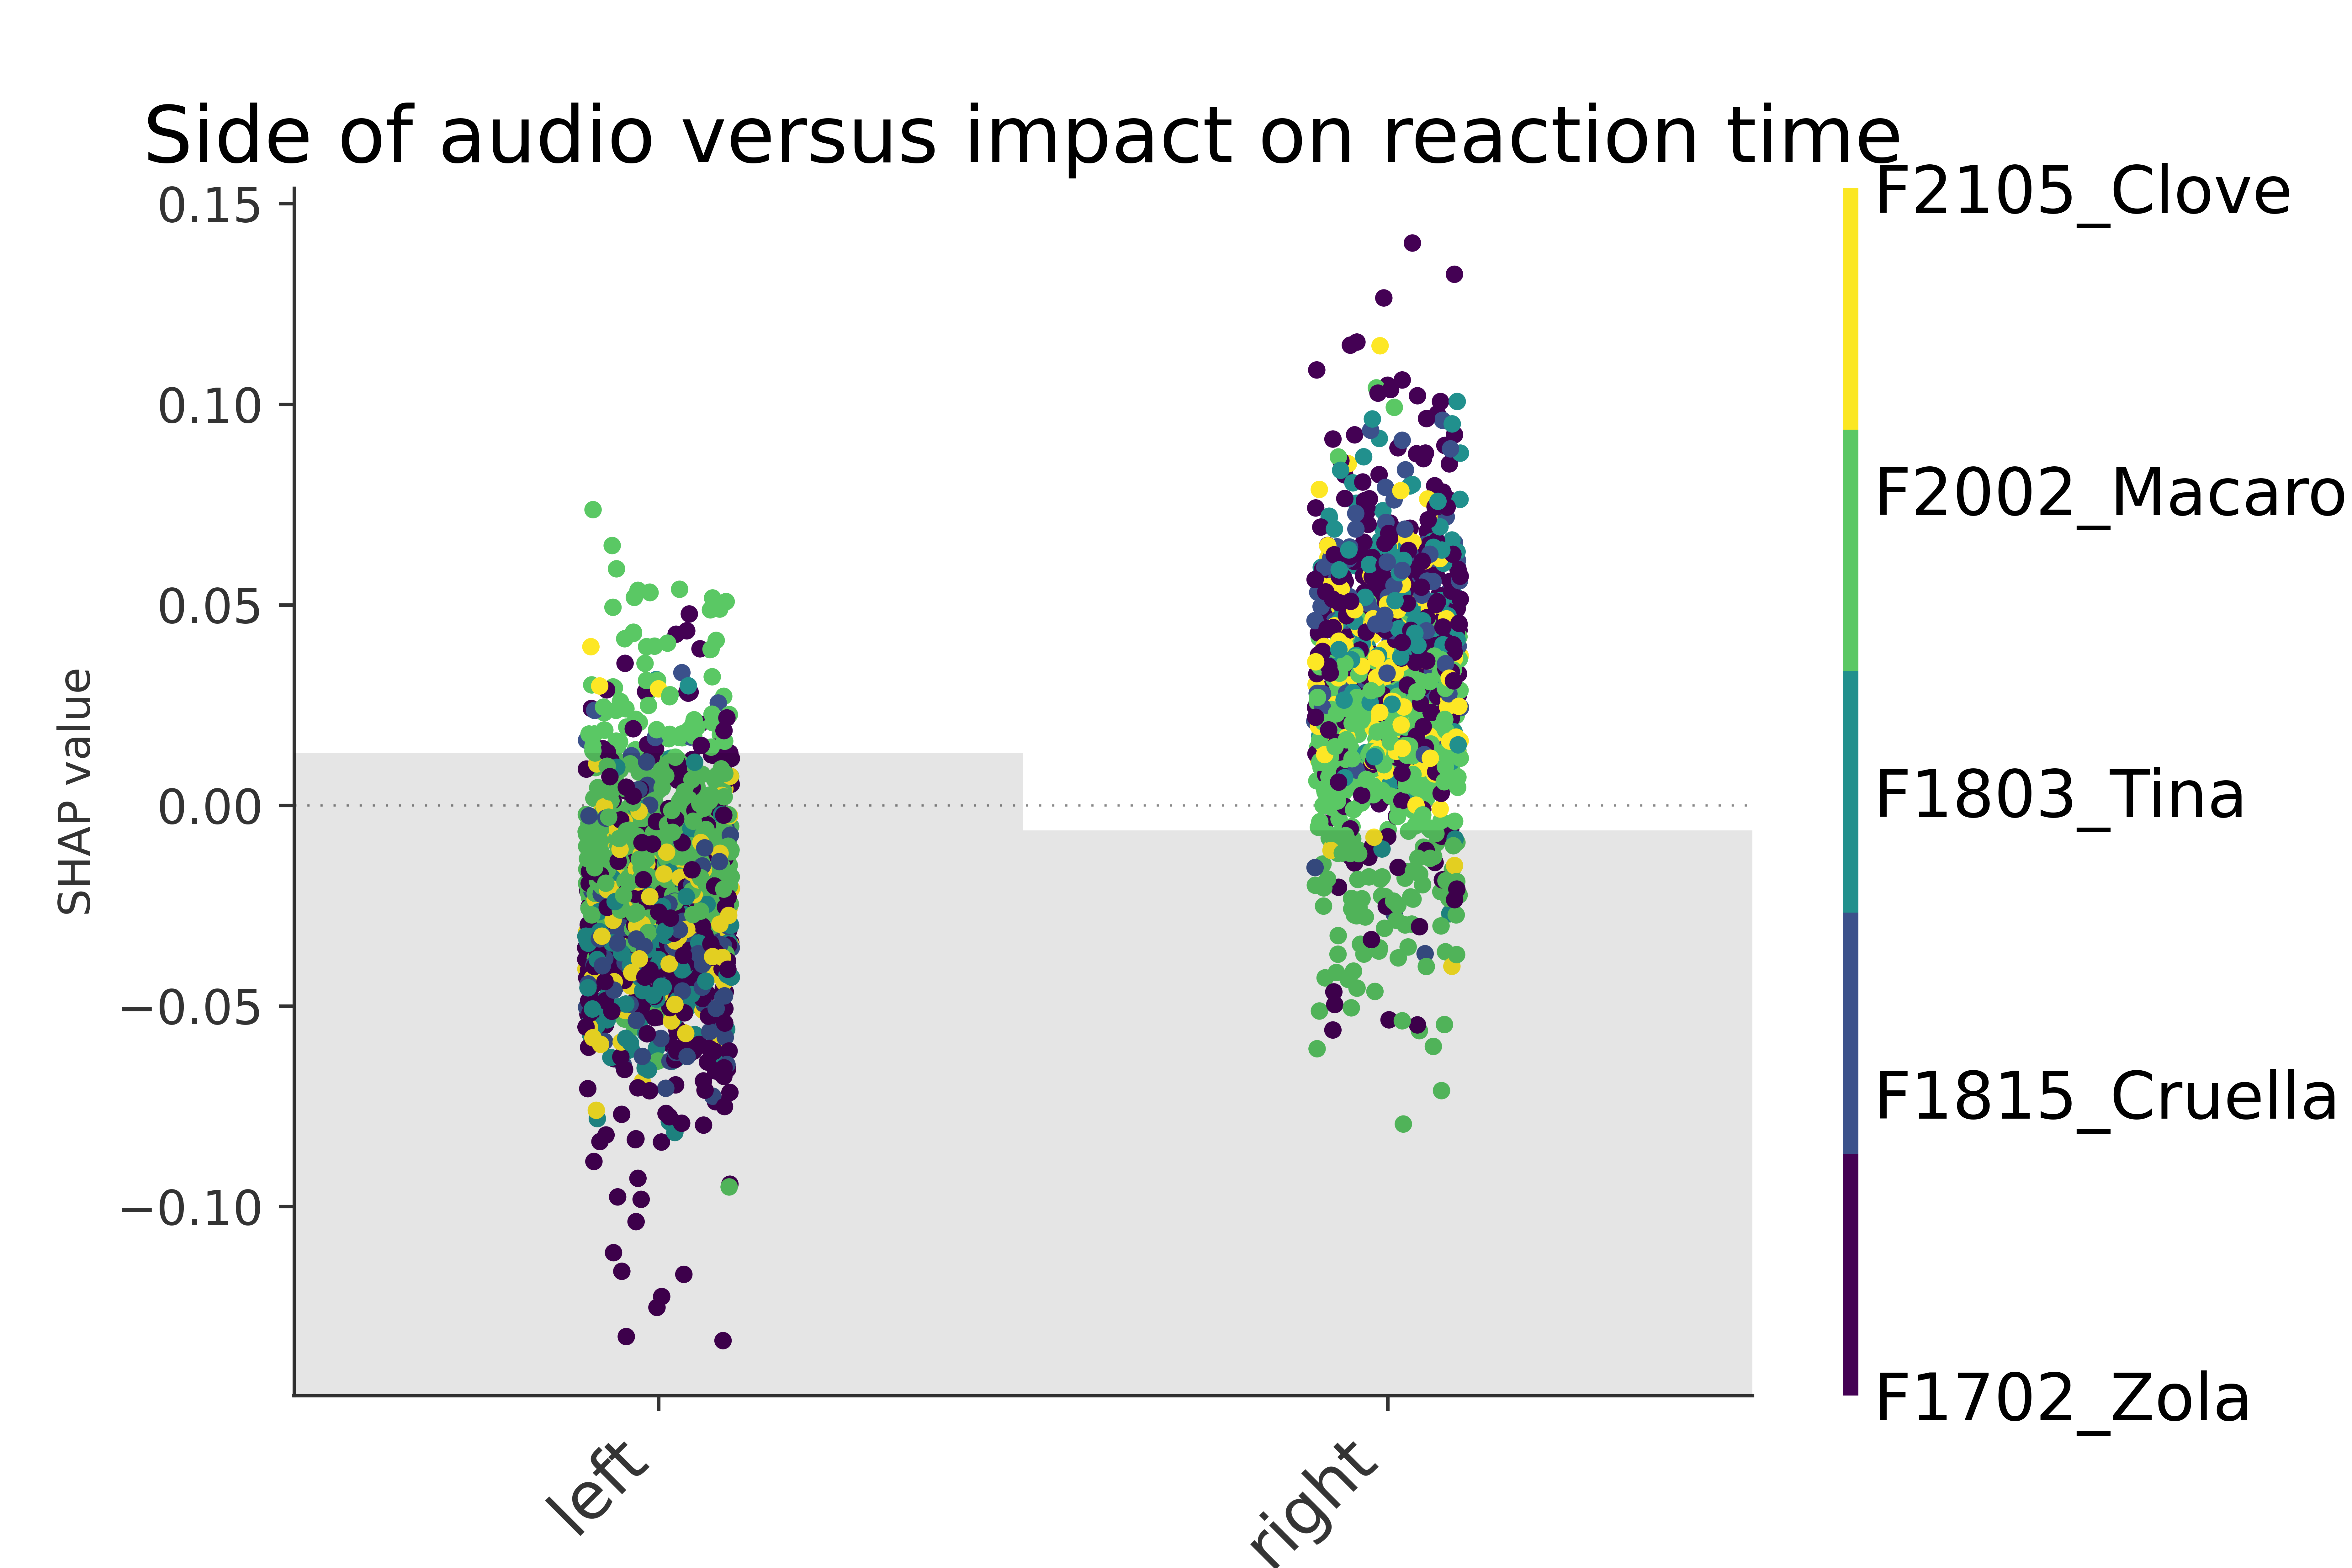 Side of audio versus impact on reaction time
0.15
0.10
0.05
0.00
−0.05
−0.10
SHAP value
left
right
F2105_Clove
F2002_Macaro
F1803_Tina
F1815_Cruella
F1702_Zola